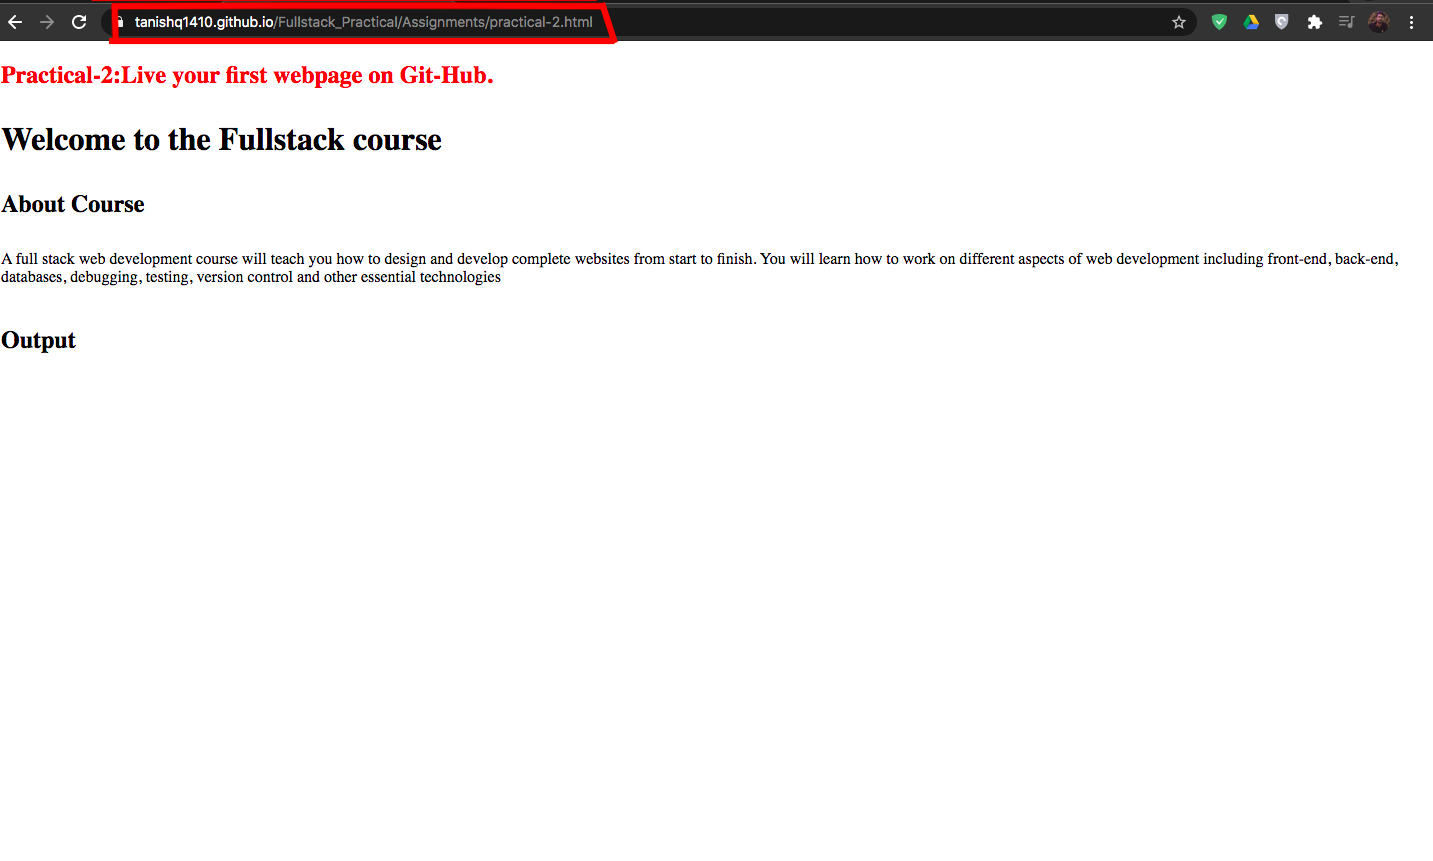 tanishq1410.github.io/Fullstack_Practical/Assignments/practical-2.html
Practical-2:Live your first webpage on Git-Hub.
Welcome to the Fullstack course
About Course
A full stack web development course will teach you how to design and develop complete websites from start to finish. You will learn how to work on different aspects of web development including front-end, back-end,
databases, debugging, testing, version control and other essential technologies
Output